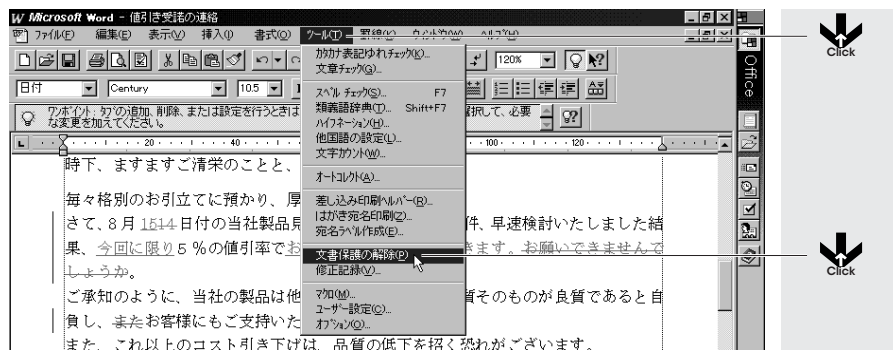 Microsoft Word - 値引き受諾の連絡
ファイル(F) 編集(E) 表示(V) 挿入(I) 書式(O) ツール(T) 罫線(C) ウィンドウ(W) ヘルプ(H)
カタカナ表記ゆれチェック(K)...
文章チェック(G)...
120%
日付 Century 10.5
スペル チェック(S)... F7
類義語辞典(T)... Shift+F7
ハイフネーション(H)...
他国語の設定(L)...
文字カウント(W)...
ワンポイント: タブの追加、削除、または設定を行うときは
択して、必要
な変更を加えてください。
20 40 100 120
オートコレクト(A)...
差し込み印刷ヘルパー(R)...
はがき宛名印刷(Z)...
宛名ラベル作成(E)...
文書保護の解除(P)
修正記録(V)...
マクロ(M)...
ユーザー設定(C)...
オプション(O)...
時下、ますますご清栄のことと、
毎々格別のお引立てに預かり、厚
さて、8月1514日付の当社製品見
件、早速検討いたしました結
果、今回に限り5%の値引率でお
きます。お願いできませんで
しょうか。
ご承知のように、当社の製品は他
質そのものが良質であると自
負し、またお客様にもご支持いた
また、これ以上のコスト引き下げは、品質の低下を招く恐れがございます。
Office
Click
Click